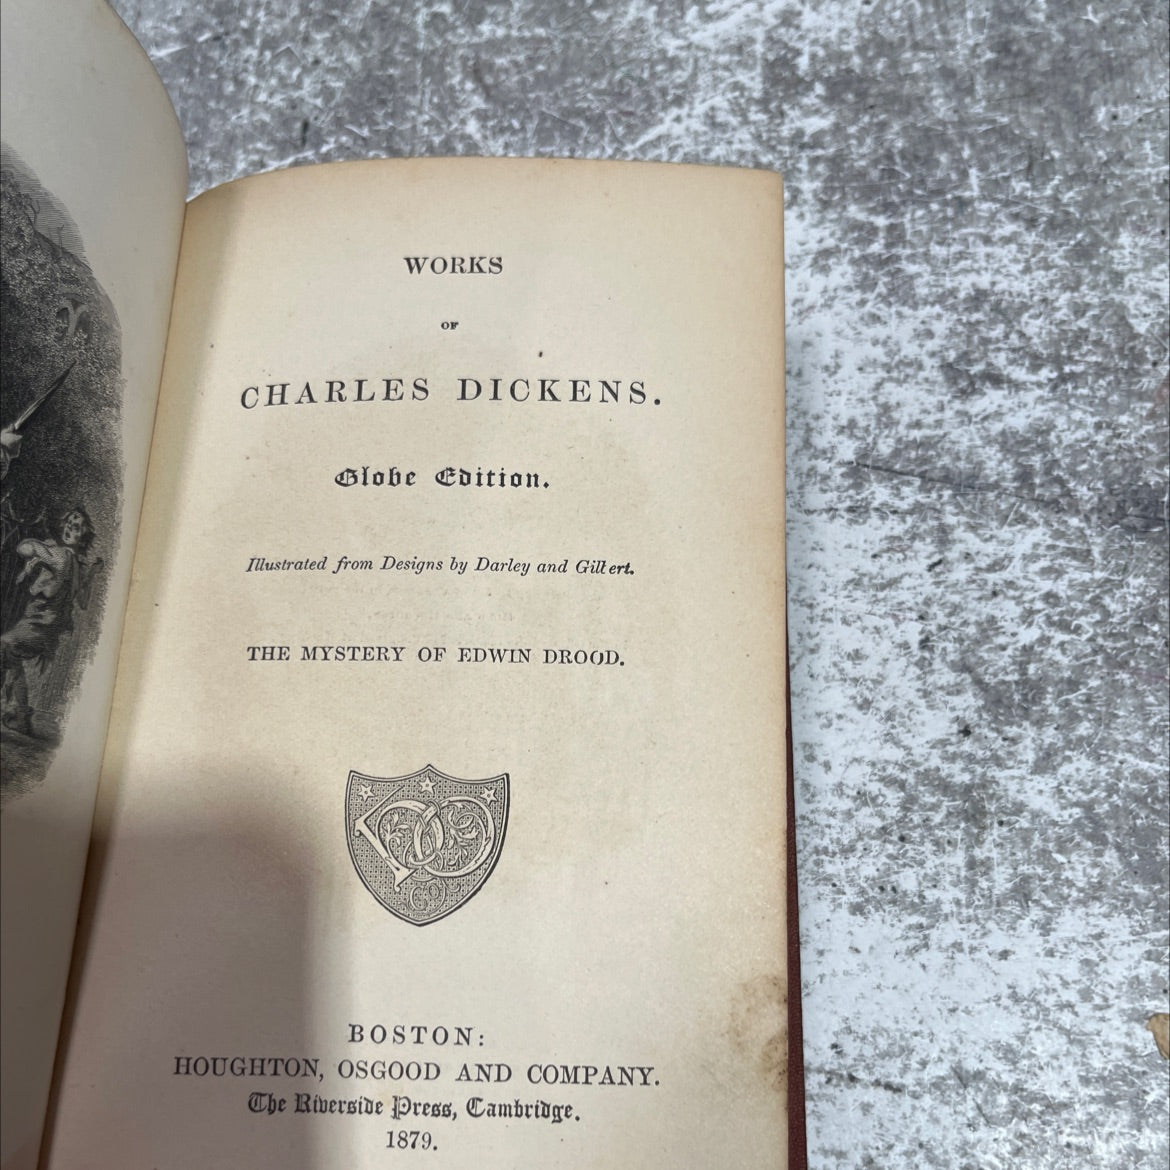 WORKS
OF
CHARLES DICKENS.
Globe Edition.
Illustrated from Designs by Darley and Gilbert.
THE MYSTERY OF EDWIN DROOD.
Co
BOSTON:
HOUGHTON, OSGOOD AND COMPANY.
The Riverside Press, Cambridge.
1879.